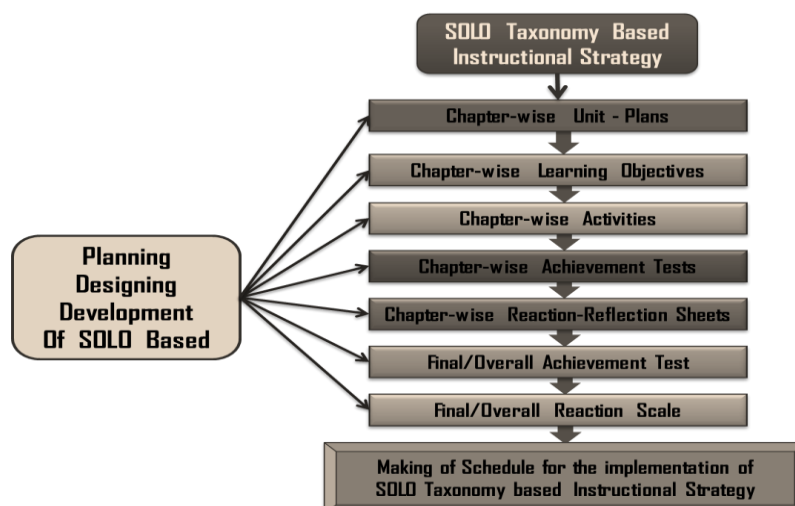 SOLO Taxonomy Based
Instructional Strategy
Chapter-wise Unit - Plans
Chapter-wise Learning Objectives
Chapter-wise Activities
Chapter-wise Achievement Tests
Chapter-wise Reaction-Reflection Sheets
Final/Overall Achievement Test
Final/Overall Reaction Scale
Making of Schedule for the implementation of
SOLO Taxonomy based Instructional Strategy
Planning
Designing
Development
Of SOLO Based